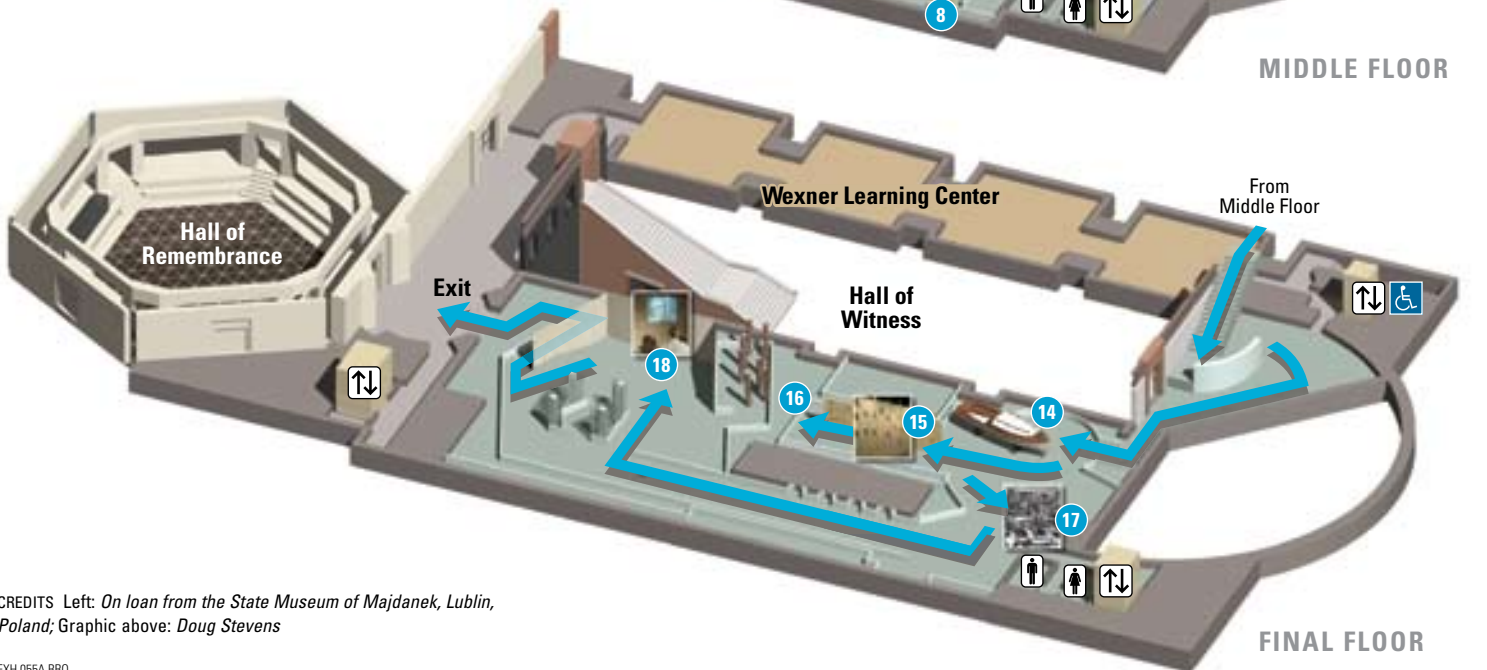 8
MIDDLE FLOOR
Wexner Learning Center
From
Middle Floor
Hall of
Remembrance
Exit
Hall of
Witness
18
16
15
14
17
CREDITS Left: On loan from the State Museum of Majdanek, Lublin,
Poland; Graphic above: Doug Stevens
FINAL FLOOR